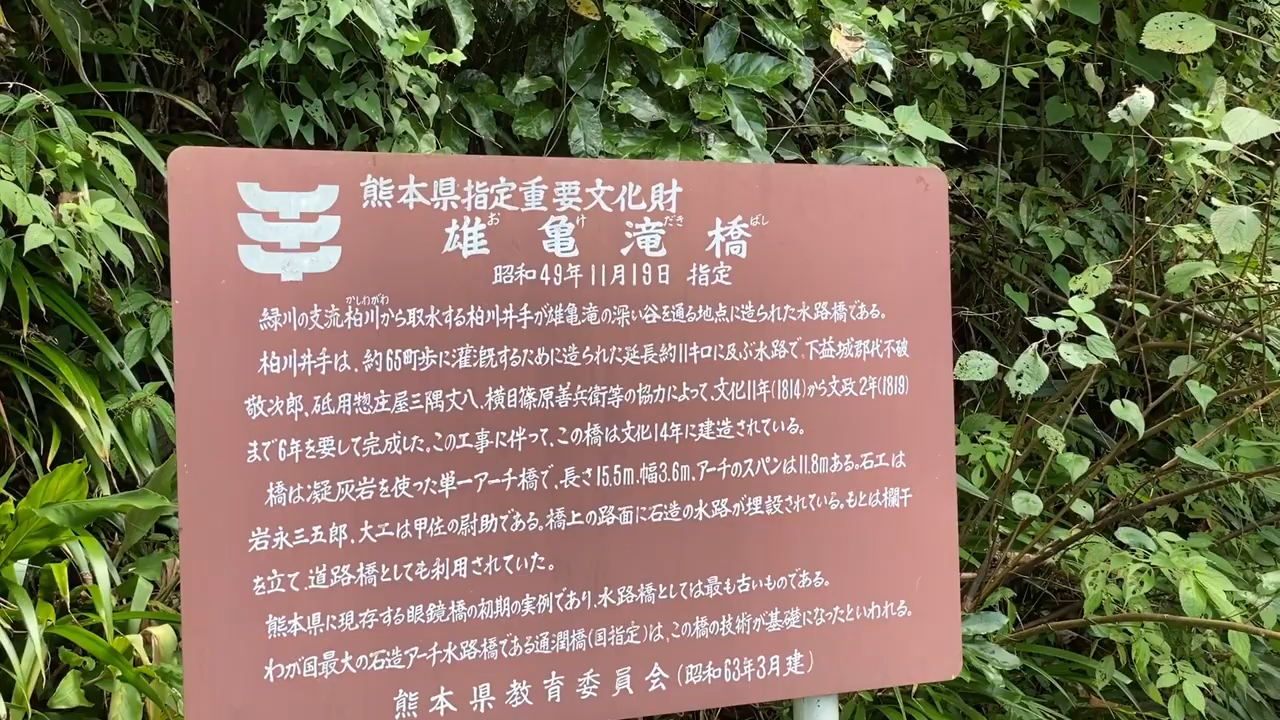 熊本県指定重要文化財
雄亀滝橋
お け だき ばし
昭和49年11月19日 指定
かしわがわ
緑川の支流柏川から取水する柏川井手が雄亀滝の深い谷を通る地点に造られた水路橋である。
柏川井手は、約65町歩に灌漑するために造られた延長約11キロに及ぶ水路で、下益城郡代不破
敬次郎、砥用惣庄屋三隅丈八、横目篠原善兵衛等の協力によって、文化11年(1814)から文政2年(1819)
まで6年を要して完成した。この工事に伴って、この橋は文化14年に建造されている。
橋は凝灰岩を使った単一アーチ橋で、長さ15.5m、幅3.6m、アーチのスパンは11.8mある。石工は
岩永三五郎、大工は甲佐の尉助である。橋上の路面に石造の水路が埋設されている。もとは欄干
を立て、道路橋としても利用されていた。
熊本県に現存する眼鏡橋の初期の実例であり、水路橋としては最も古いものである。
わが国最大の石造アーチ水路橋である通潤橋(国指定)は、この橋の技術が基礎になったといわれる。
熊本県教育委員会(昭和63年3月建)